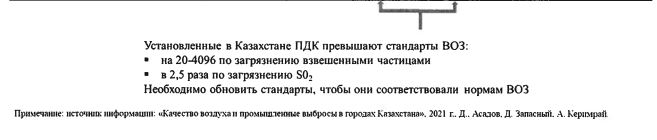 Установленные в Казахстане ПДК превышают стандарты ВОЗ:
▪ на 20-4096 по загрязнению взвешенными частицами
▪ в 2,5 раза по загрязнению S0₂
Необходимо обновить стандарты, чтобы они соответствовали нормам ВОЗ
Примечание: источник информации: «Качество воздуха и промышленные выбросы в городах Казахстана», 2021 г., Д., Асадов, Д. Запасный, А. Керимрай.